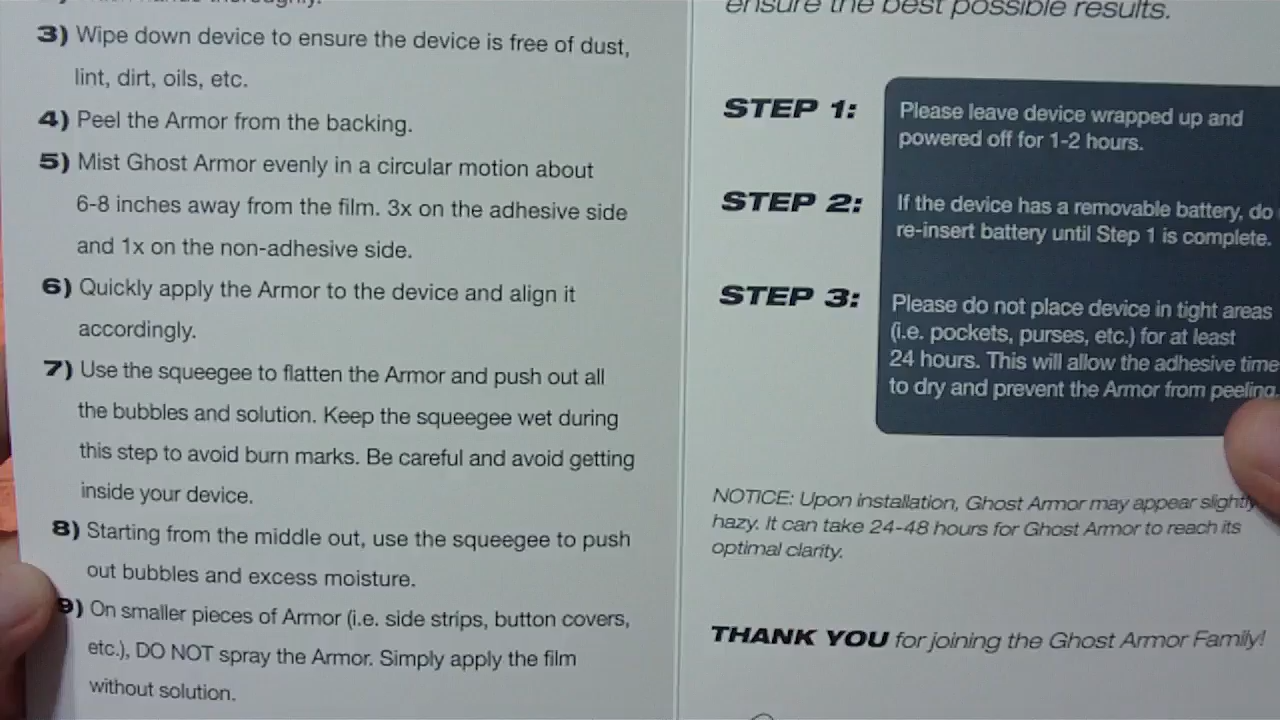 hands thoroughly.
3) Wipe down device to ensure the device is free of dust,
lint, dirt, oils, etc.
4) Peel the Armor from the backing.
5) Mist Ghost Armor evenly in a circular motion about
6-8 inches away from the film. 3x on the adhesive side
and 1x on the non-adhesive side.
6) Quickly apply the Armor to the device and align it
accordingly.
7) Use the squeegee to flatten the Armor and push out all
the bubbles and solution. Keep the squeegee wet during
this step to avoid burn marks. Be careful and avoid getting
inside your device.
8) Starting from the middle out, use the squeegee to push
out bubbles and excess moisture.
9) On smaller pieces of Armor (i.e. side strips, button covers,
etc.), DO NOT spray the Armor. Simply apply the film
without solution.
ensure the best possible results.
STEP 1:
Please leave device wrapped up and
powered off for 1-2 hours.
STEP 2:
If the device has a removable battery, do
re-insert battery until Step 1 is complete.
STEP 3:
Please do not place device in tight areas
(i.e. pockets, purses, etc.) for at least
24 hours. This will allow the adhesive time
to dry and prevent the Armor from peeling.
NOTICE: Upon installation, Ghost Armor may appear slightly
hazy. It can take 24-48 hours for Ghost Armor to reach its
optimal clarity.
THANK YOU for joining the Ghost Armor Family!